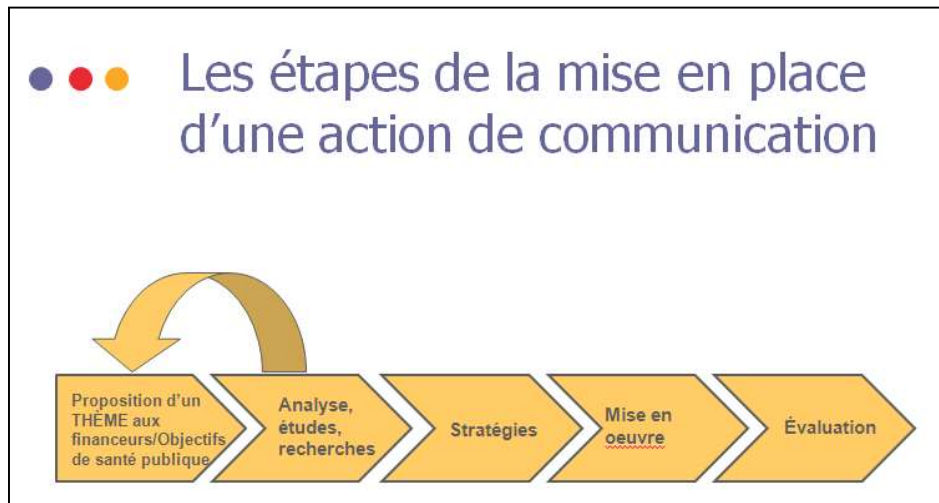 Les étapes de la mise en place
d'une action de communication
Proposition d'un
THÈME aux
financeurs/Objectifs
de santé publique
Analyse,
études,
recherches
Stratégies
Mise en
oeuvre
Évaluation